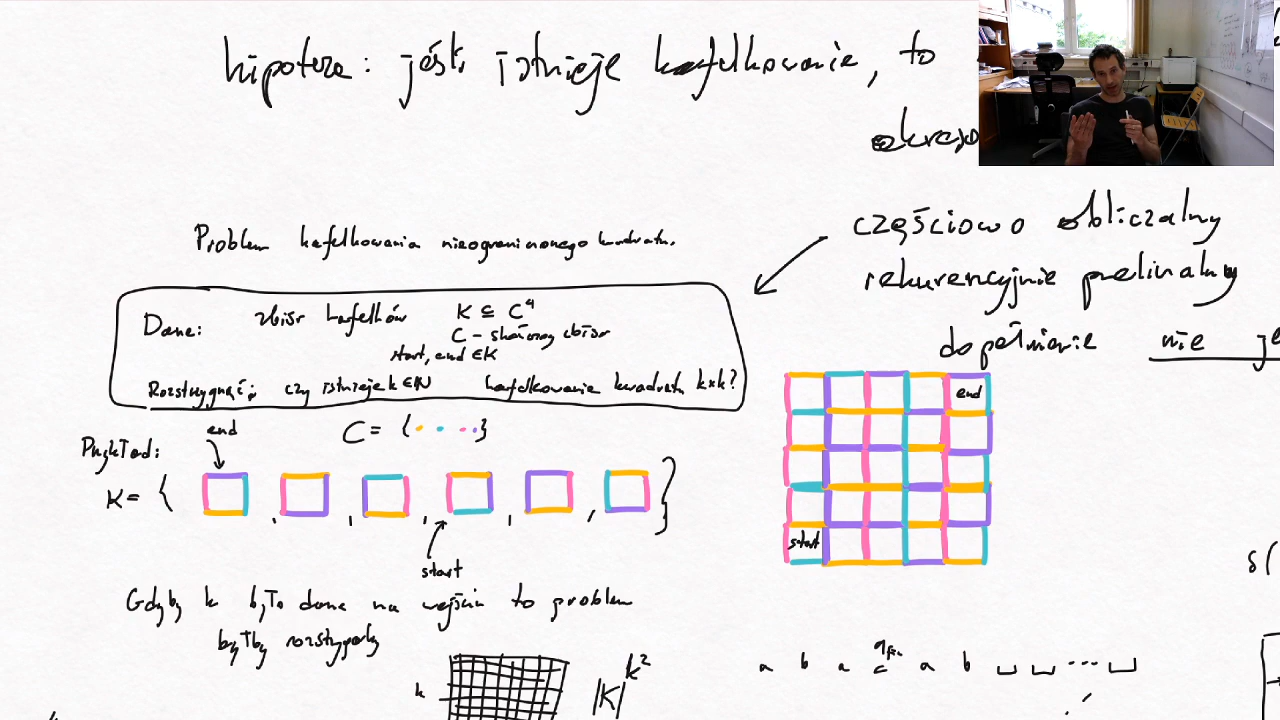 hipoteza: jeśli istnieje kafelkowanie, to
częściowo obliczalny
rekurencyjnie przeliczalny
dopełnienie nie je
Problem kafelkowania nieograniczonego kwadratu.
Dane: zbiór kafelków K ⊆ C⁴
C - skończony zbiór
start, end ∈ K
Rozstrzygnąć: czy istnieje k ∈ N kafelkowanie kwadratu k×k?
Przykład:
end
C = { · · · · }
K = { , , , , , }
start
end
start
Gdyby k było dane na wejściu to problem
byłby rozstrzygalny
k
|K|^k²
a b a c a b ⊔ ⊔ ... ⊔
s(